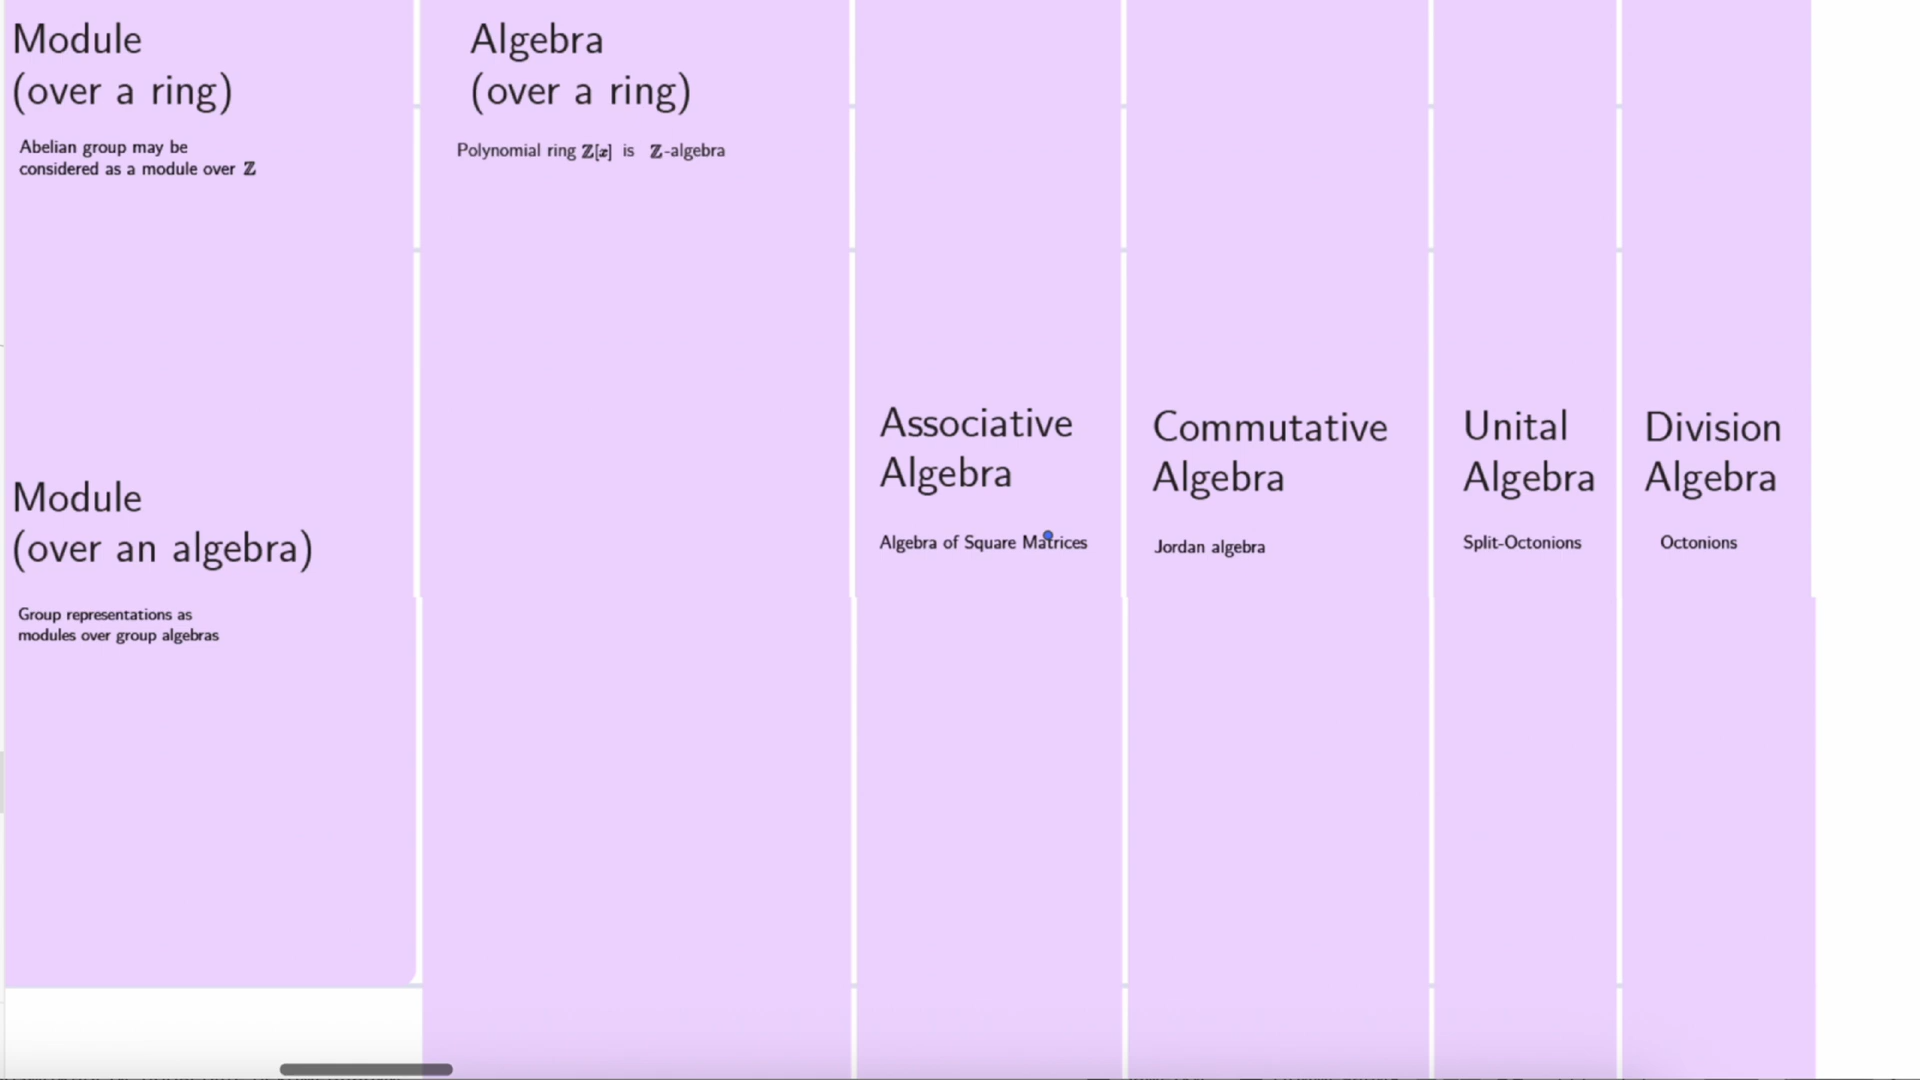 Module
(over a ring)
Abelian group may be
considered as a module over ℤ
Algebra
(over a ring)
Polynomial ring ℤ[x] is ℤ-algebra
Module
(over an algebra)
Group representations as
modules over group algebras
Associative
Algebra
Algebra of Square Matrices
Commutative
Algebra
Jordan algebra
Unital
Algebra
Split-Octonions
Division
Algebra
Octonions